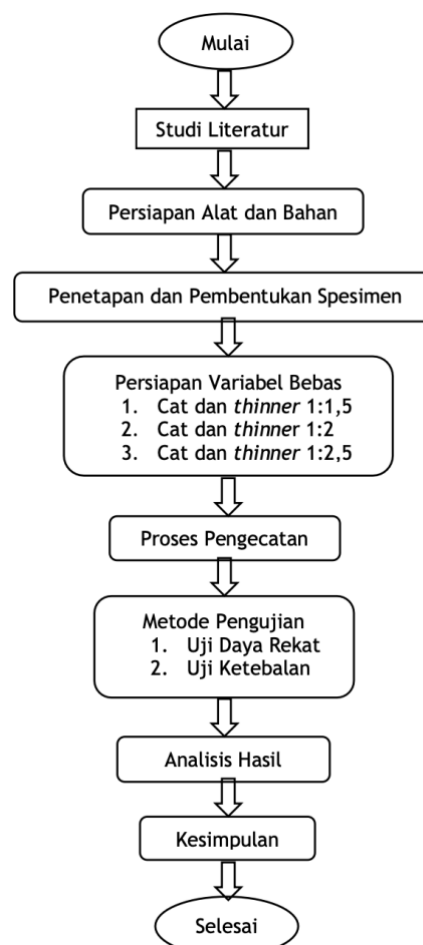 Mulai
Studi Literatur
Persiapan Alat dan Bahan
Penetapan dan Pembentukan Spesimen
Persiapan Variabel Bebas
1. Cat dan thinner 1:1,5
2. Cat dan thinner 1:2
3. Cat dan thinner 1:2,5
Proses Pengecatan
Metode Pengujian
1. Uji Daya Rekat
2. Uji Ketebalan
Analisis Hasil
Kesimpulan
Selesai